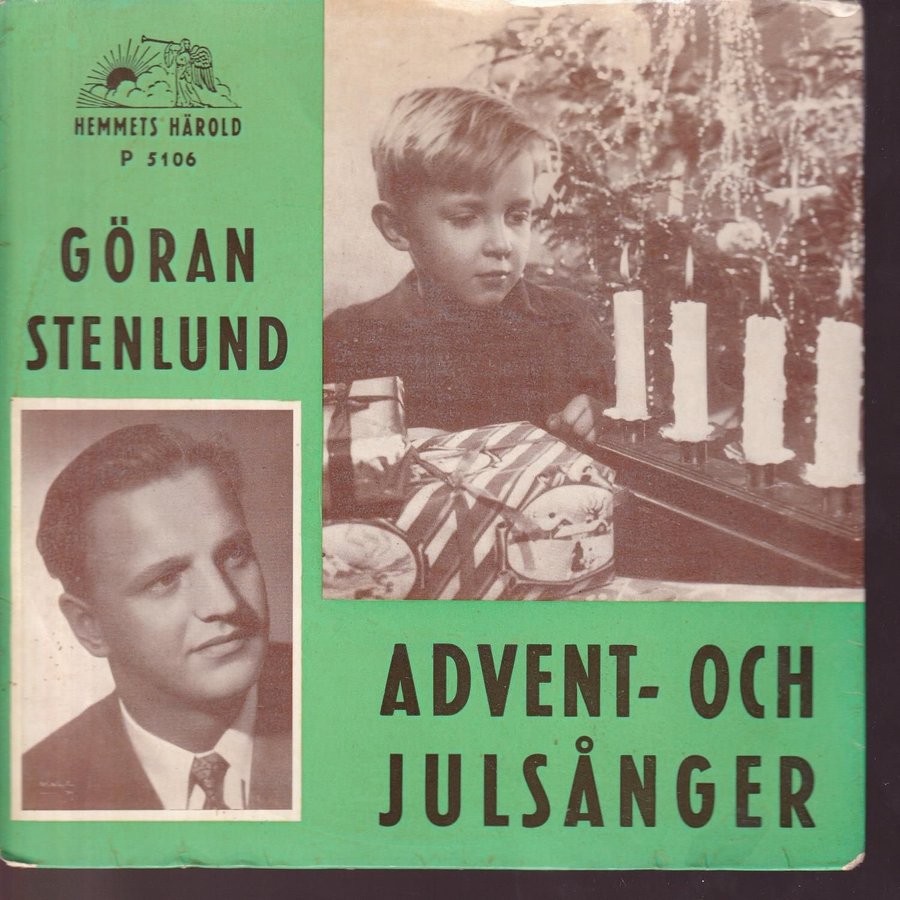 HEMMETS HÄROLD
P 5106
GÖRAN
STENLUND
ADVENT- OCH
JULSÅNGER